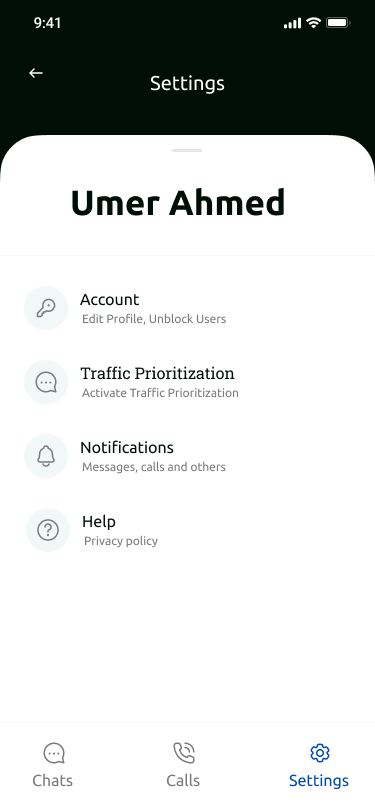 9:41
Settings
Umer Ahmed
Account
Edit Profile, Unblock Users
Traffic Prioritization
Activate Traffic Prioritization
Notifications
Messages, calls and others
Help
Privacy policy
Chats
Calls
Settings